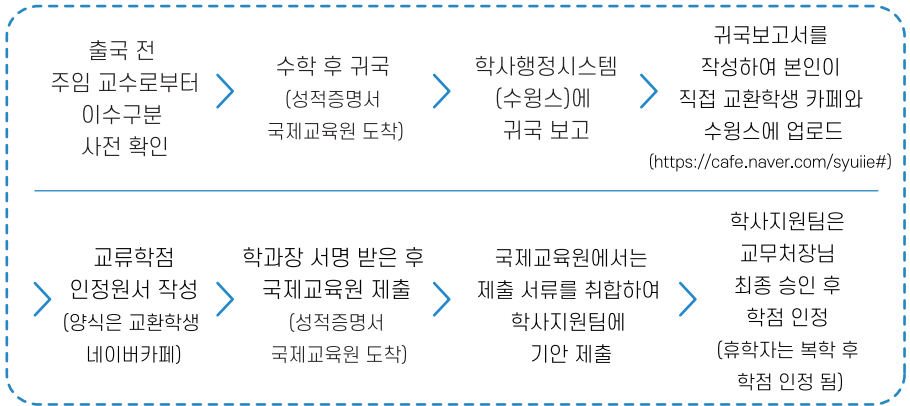 출국 전
주임 교수로부터
이수구분
사전 확인
수학 후 귀국
(성적증명서
국제교육원 도착)
학사행정시스템
(수윙스)에
귀국 보고
귀국보고서를
작성하여 본인이
직접 교환학생 카페와
수윙스에 업로드
(https://cafe.naver.com/syuiie#)
교류학점
인정원서 작성
(양식은 교환학생
네이버카페)
학과장 서명 받은 후
국제교육원 제출
(성적증명서
국제교육원 도착)
국제교육원에서는
제출 서류를 취합하여
학사지원팀에
기안 제출
학사지원팀은
교무처장님
최종 승인 후
학점 인정
(휴학자는 복학 후
학점 인정 됨)